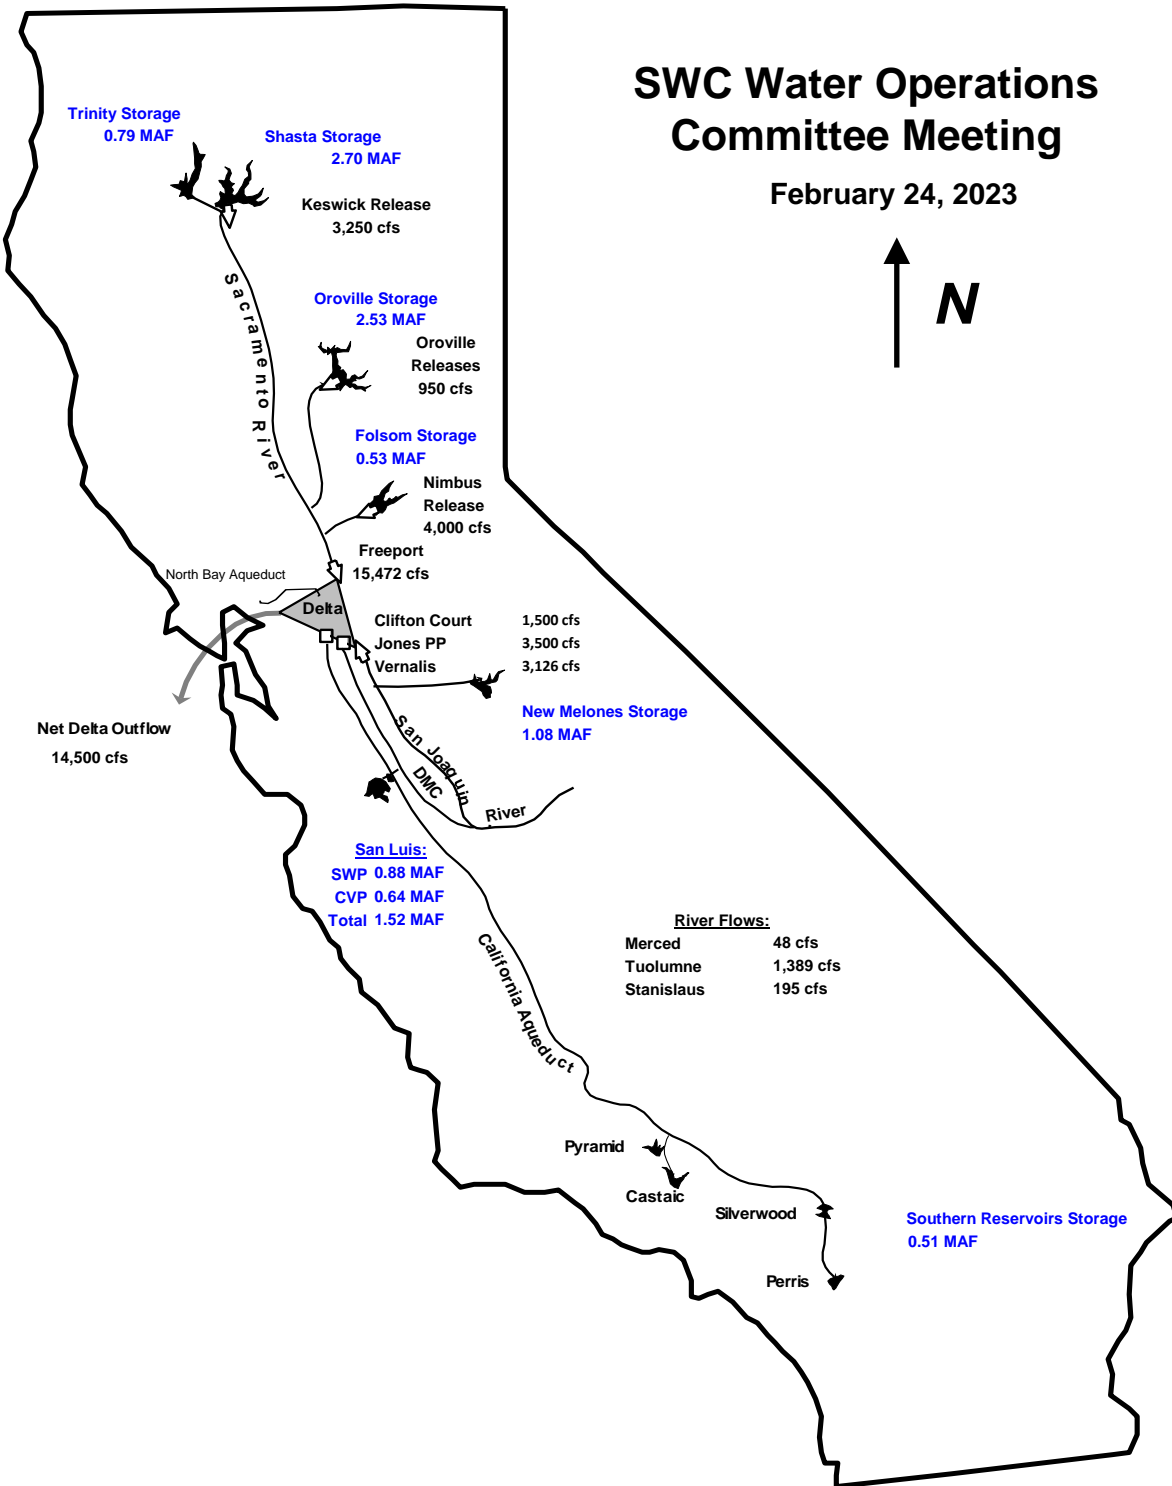 SWC Water Operations
Committee Meeting
February 24, 2023
N
Trinity Storage
0.79 MAF
Shasta Storage
2.70 MAF
Keswick Release
3,250 cfs
Sacramento River
Oroville Storage
2.53 MAF
Oroville
Releases
950 cfs
Folsom Storage
0.53 MAF
Nimbus
Release
4,000 cfs
Freeport
15,472 cfs
North Bay Aqueduct
Delta
Clifton Court 1,500 cfs
Jones PP 3,500 cfs
Vernalis 3,126 cfs
New Melones Storage
1.08 MAF
Net Delta Outflow
14,500 cfs
San Joaquin River
DMC
San Luis:
SWP 0.88 MAF
CVP 0.64 MAF
Total 1.52 MAF
River Flows:
Merced 48 cfs
Tuolumne 1,389 cfs
Stanislaus 195 cfs
California Aqueduct
Pyramid
Castaic
Silverwood
Perris
Southern Reservoirs Storage
0.51 MAF